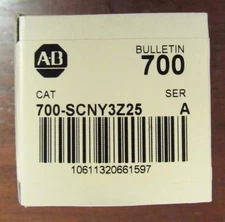 AB
BULLETIN
700
CAT
SER
700-SCNY3Z25
A
10611320661597